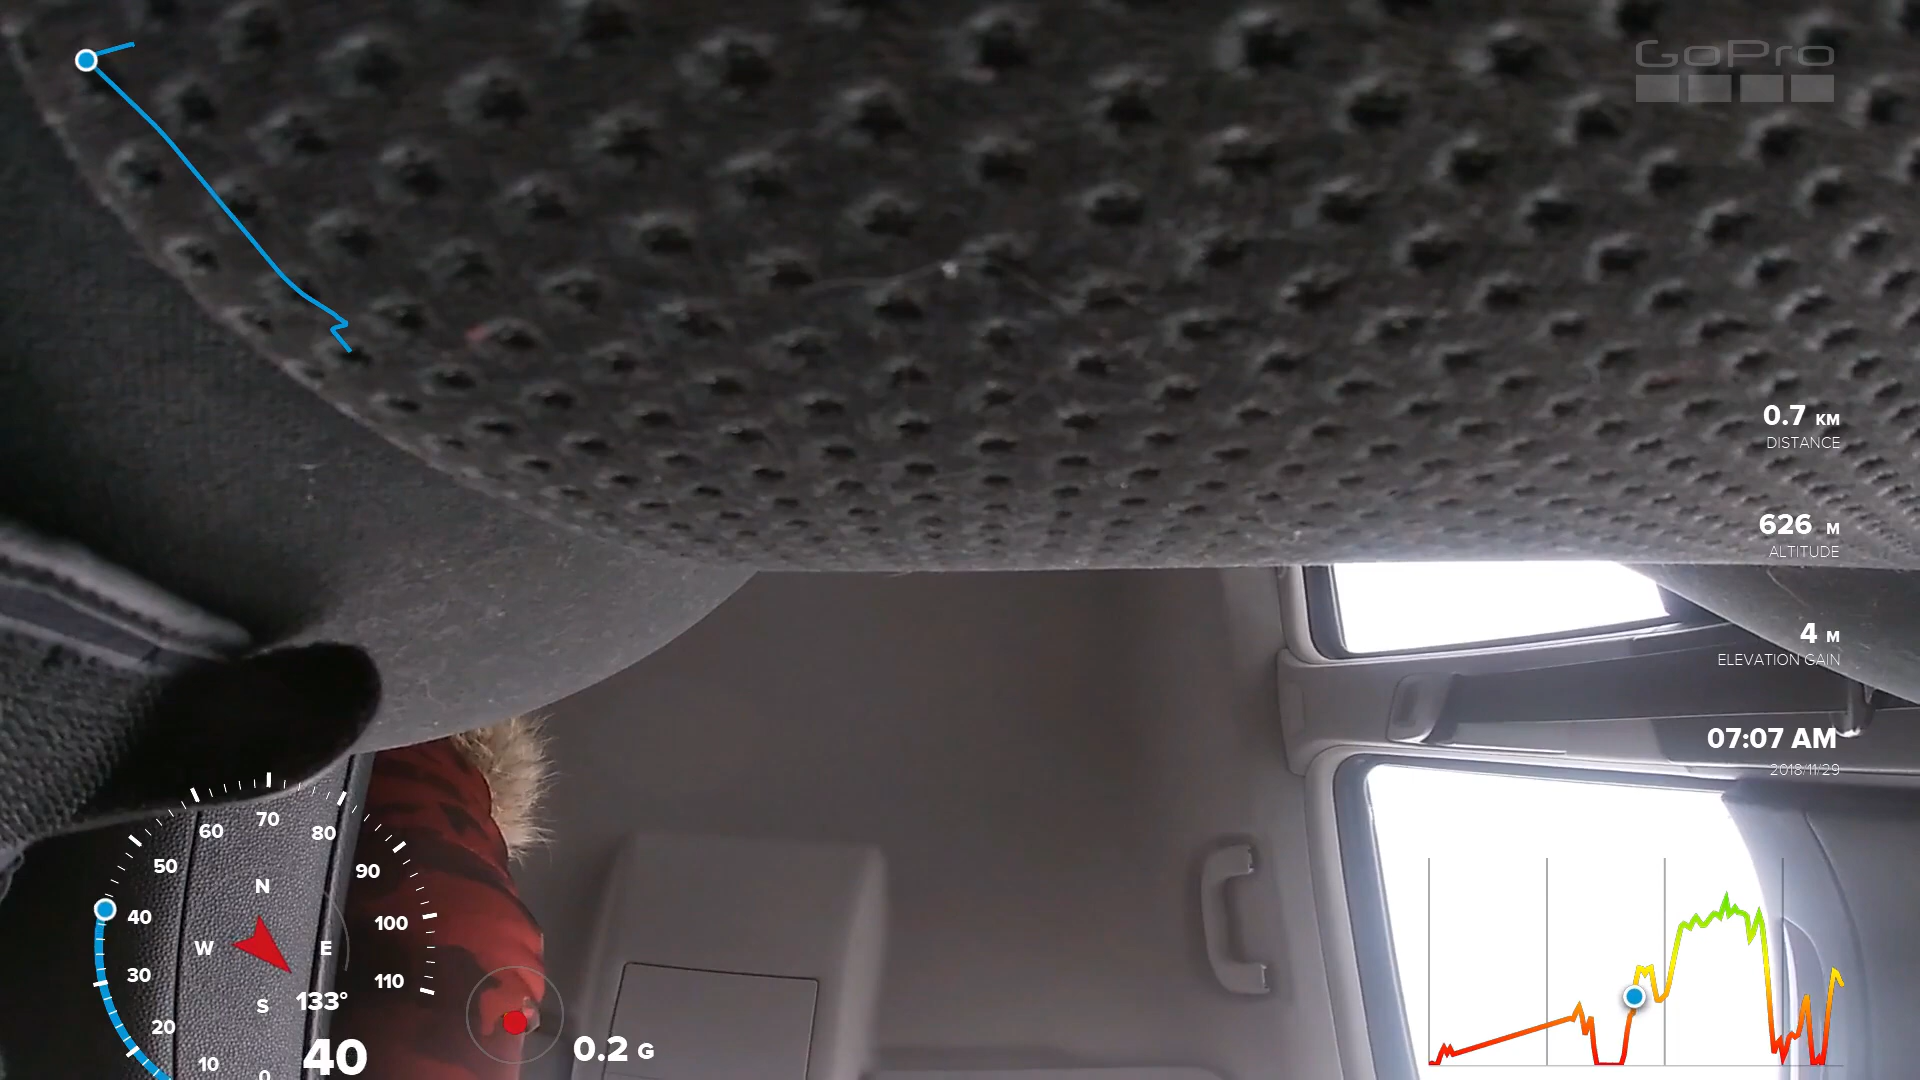 GoPro
0.7 KM
DISTANCE
626 M
ALTITUDE
4 M
ELEVATION GAIN
07:07 AM
2018/11/29
0
10
20
30
40
50
60
70
80
90
100
110
N
W E
S
133°
40
0.2 G